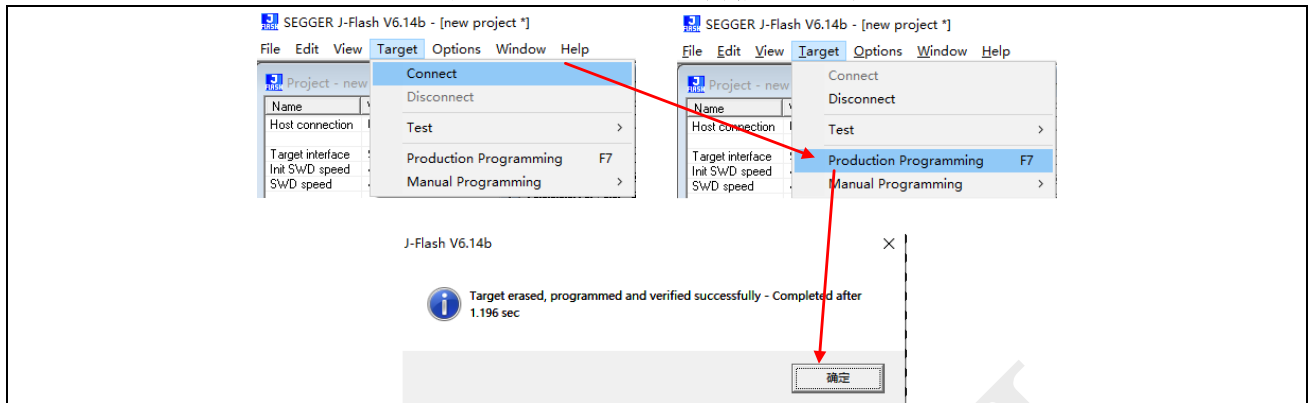 SEGGER J-Flash V6.14b - [new project *]
File Edit View Target Options Window Help
Project - new
Name
Host connection
Target interface
Init SWD speed
SWD speed
Connect
Disconnect
Test >
Production Programming F7
Manual Programming >
SEGGER J-Flash V6.14b - [new project *]
File Edit View Target Options Window Help
Project - new
Name
Host connection
Target interface
Init SWD speed
SWD speed
Connect
Disconnect
Test >
Production Programming F7
Manual Programming >
J-Flash V6.14b
Target erased, programmed and verified successfully - Completed after
1.196 sec
确定